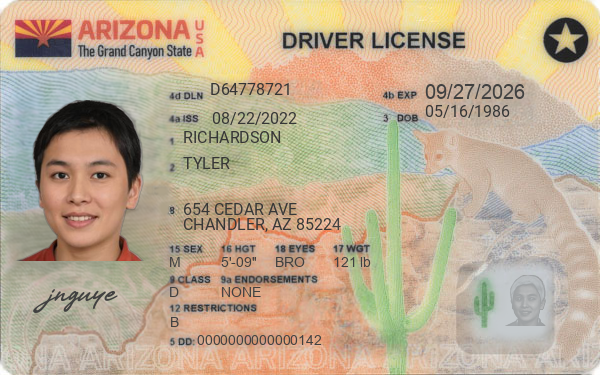 ARIZONA USA
The Grand Canyon State
DRIVER LICENSE
4d DLN D64778721
4b EXP 09/27/2026
4a ISS 08/22/2022
3 DOB 05/16/1986
1 RICHARDSON
2 TYLER
8 654 CEDAR AVE
CHANDLER, AZ 85224
15 SEX 16 HGT 18 EYES 17 WGT
M 5'-09" BRO 121 lb
9 CLASS 9a ENDORSEMENTS
D NONE
12 RESTRICTIONS
B
5 DD: 0000000000000142
jnguye
ARIZONA ARIZONA ARIZONA ARIZONA